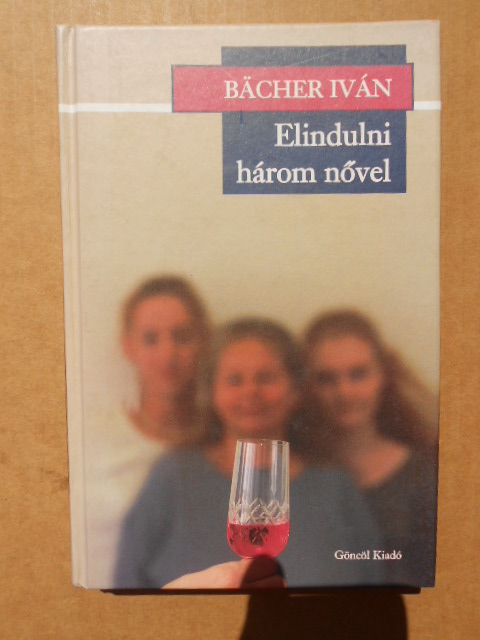 BÄCHER IVÁN
Elindulni
három nővel
Göncöl Kiadó